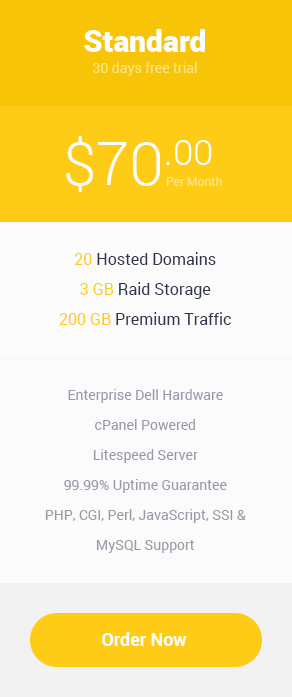 Standard
30 days free trial
$70.00
Per Month
20 Hosted Domains
3 GB Raid Storage
200 GB Premium Traffic
Enterprise Dell Hardware
cPanel Powered
Litespeed Server
99.99% Uptime Guarantee
PHP, CGI, Perl, JavaScript, SSI &
MySQL Support
Order Now